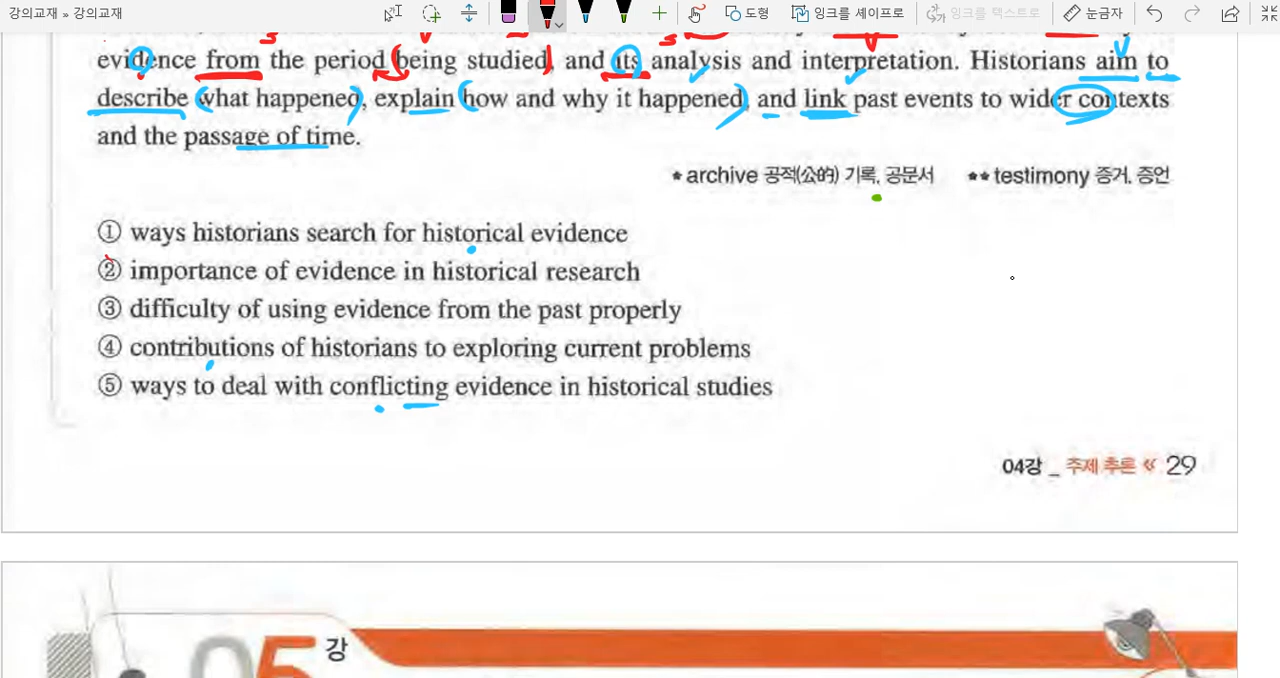 강의교재 » 강의교재
도형
잉크를 셰이프로
잉크를 텍스트로
눈금자
evidence from the period being studied, and its analysis and interpretation. Historians aim to
describe what happened, explain how and why it happened, and link past events to wider contexts
and the passage of time.
* archive 공적(公的) 기록, 공문서 ** testimony 증거, 증언
① ways historians search for historical evidence
② importance of evidence in historical research
③ difficulty of using evidence from the past properly
④ contributions of historians to exploring current problems
⑤ ways to deal with conflicting evidence in historical studies
04강 _ 주제 추론 « 29
05 강